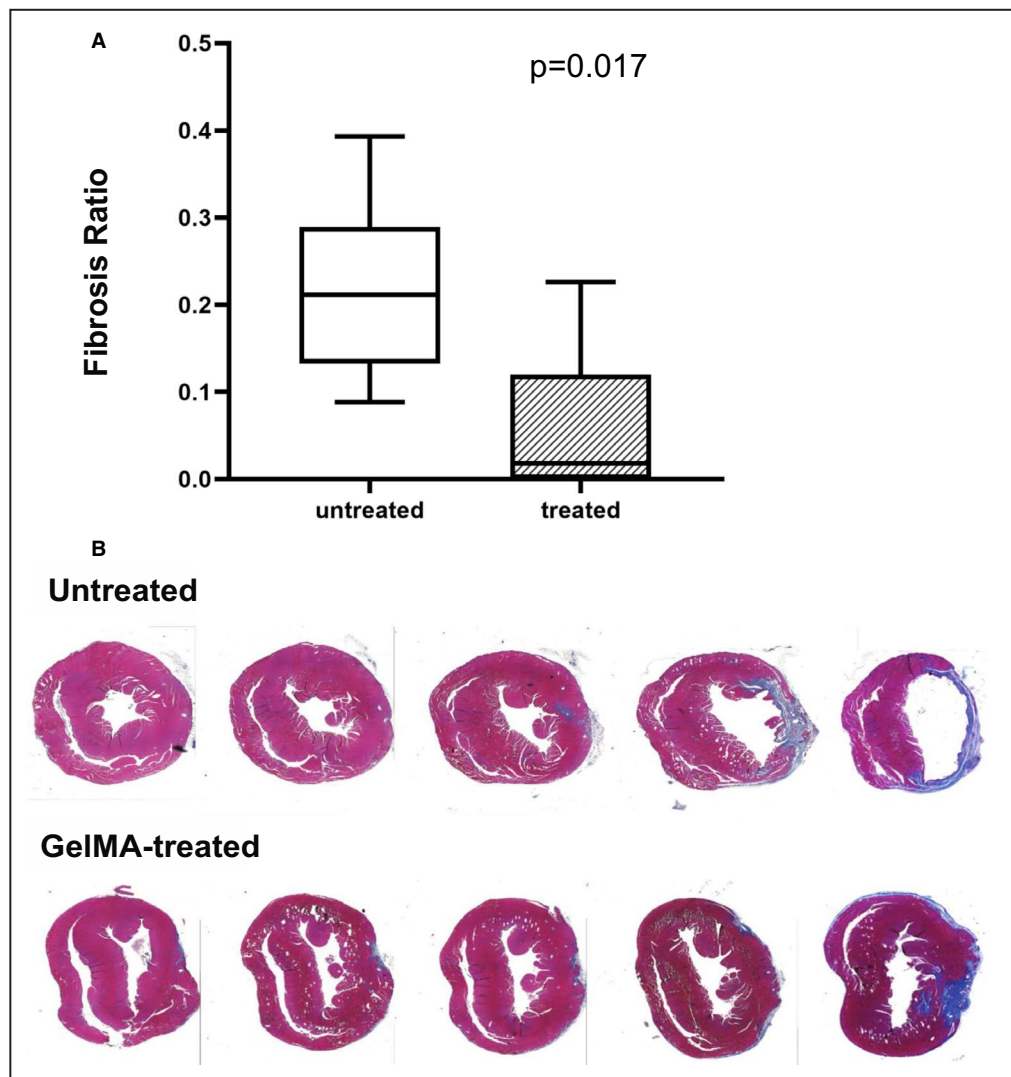 A
p=0.017
0.5
0.4
0.3
0.2
0.1
0.0
Fibrosis Ratio
untreated treated
B
Untreated
GelMA-treated